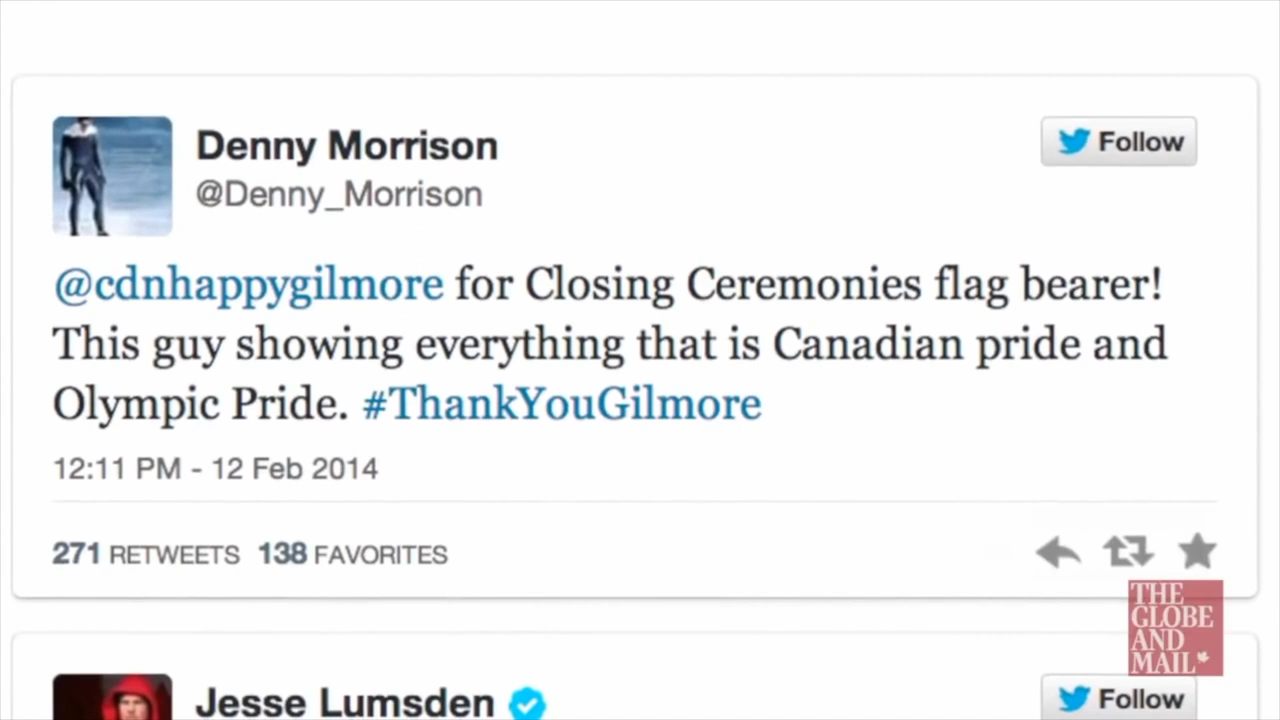 Denny Morrison
Follow
@Denny_Morrison
@cdnhappygilmore for Closing Ceremonies flag bearer!
This guy showing everything that is Canadian pride and
Olympic Pride. #ThankYouGilmore
12:11 PM - 12 Feb 2014
271 RETWEETS 138 FAVORITES
THE
GLOBE
AND
MAIL
Jesse Lumsden
Follow